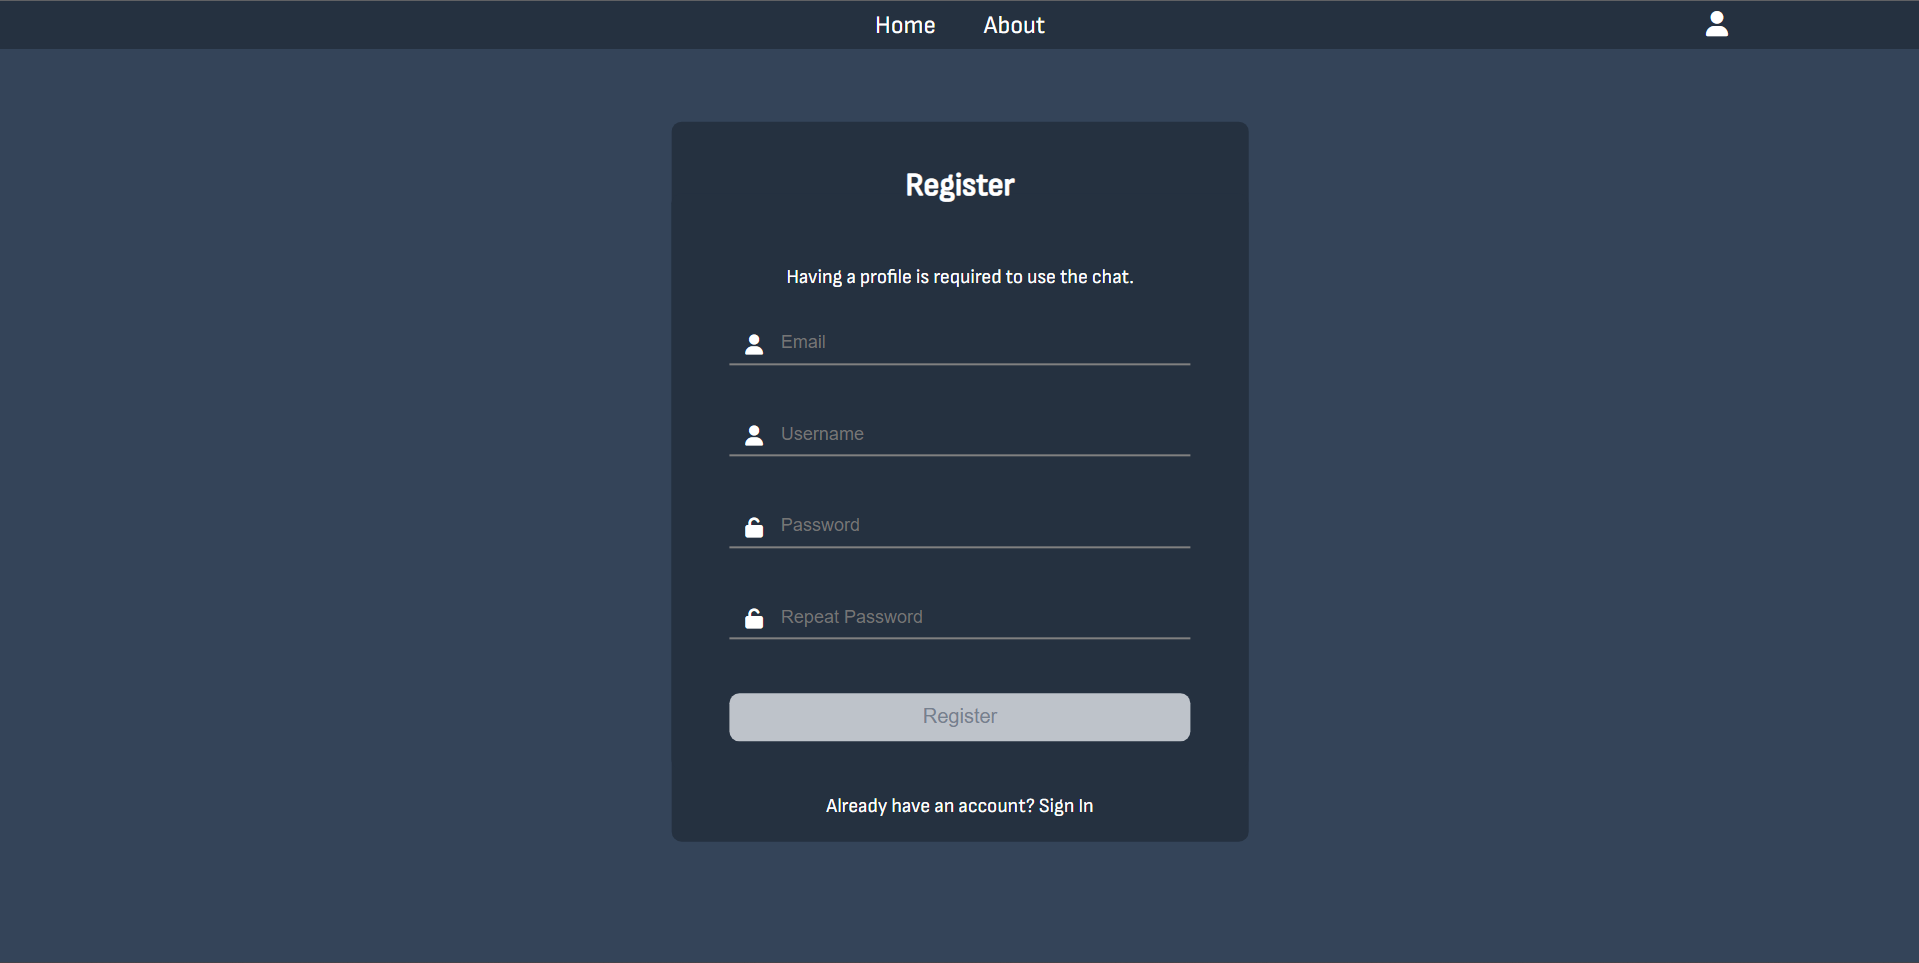 Home About
Register
Having a profile is required to use the chat.
Email
Username
Password
Repeat Password
Register
Already have an account? Sign In